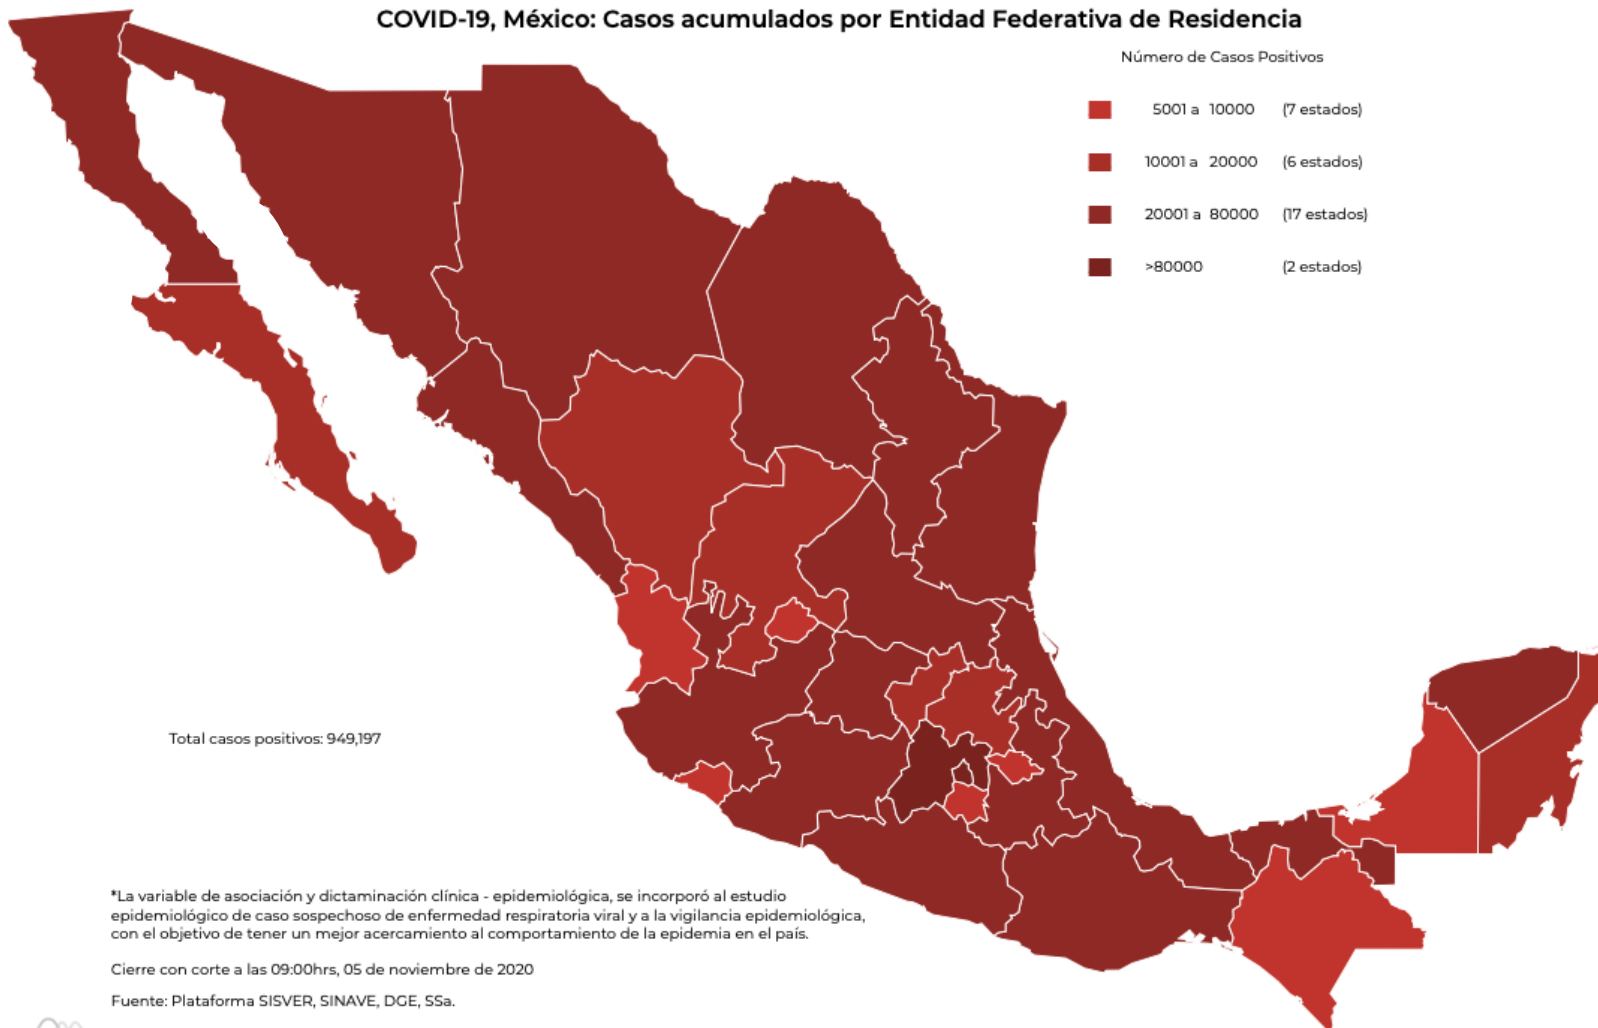 COVID-19, México: Casos acumulados por Entidad Federativa de Residencia
Número de Casos Positivos
5001 a 10000 (7 estados)
10001 a 20000 (6 estados)
20001 a 80000 (17 estados)
>80000 (2 estados)
Total casos positivos: 949,197
*La variable de asociación y dictaminación clínica - epidemiológica, se incorporó al estudio
epidemiológico de caso sospechoso de enfermedad respiratoria viral y a la vigilancia epidemiológica,
con el objetivo de tener un mejor acercamiento al comportamiento de la epidemia en el país.
Cierre con corte a las 09:00hrs, 05 de noviembre de 2020
Fuente: Plataforma SISVER, SINAVE, DGE, SSa.